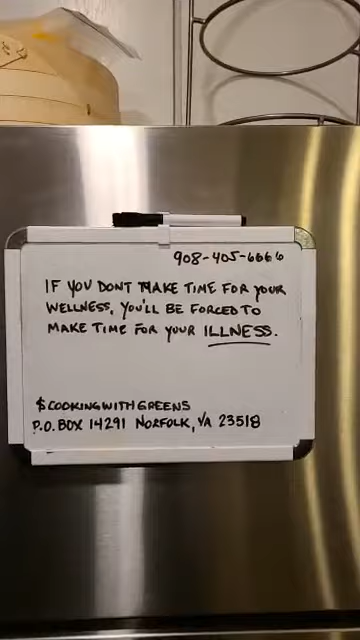 908-405-6666
IF YOU DONT MAKE TIME FOR YOUR
WELLNESS, YOU'LL BE FORCED TO
MAKE TIME FOR YOUR ILLNESS.
$COOKINGWITHGREENS
P.O. BOX 14291 NORFOLK, VA 23518